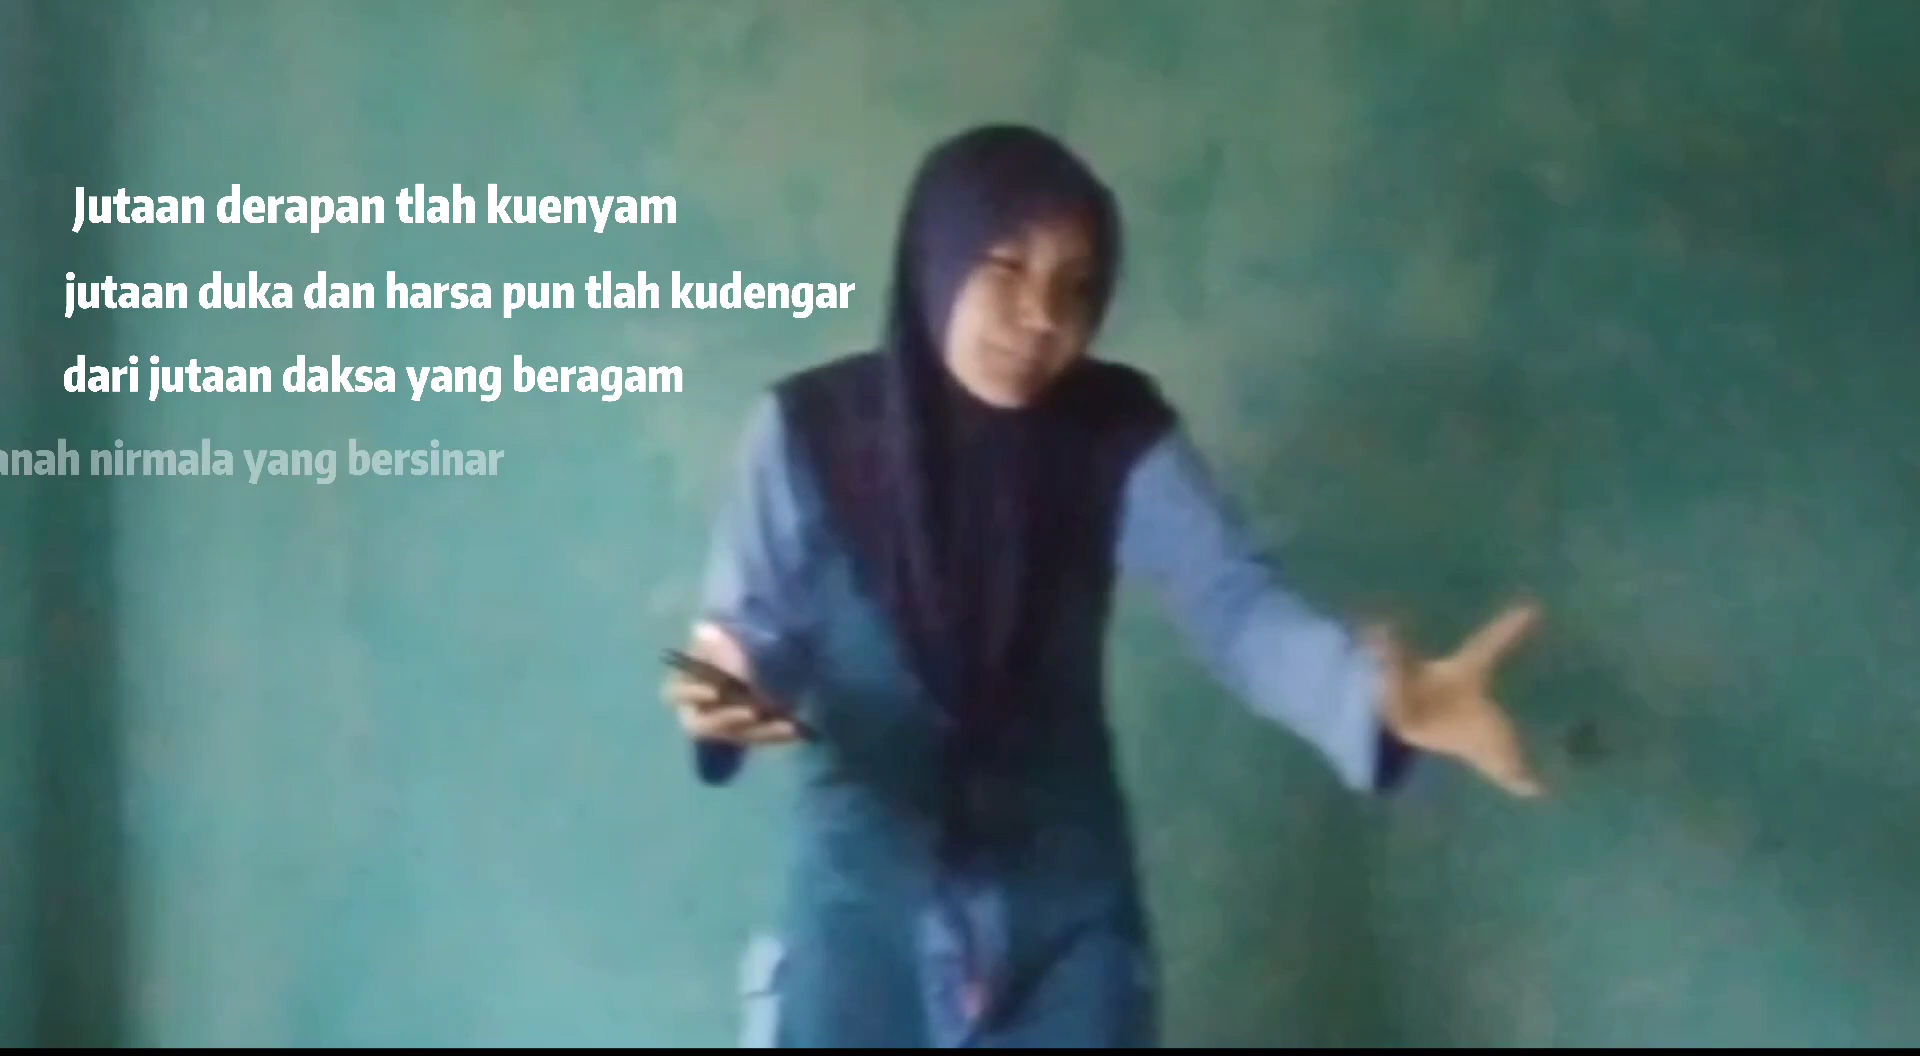 Jutaan derapan tlah kuenyam
jutaan duka dan harsa pun tlah kudengar
dari jutaan daksa yang beragam
nirmala yang bersinar